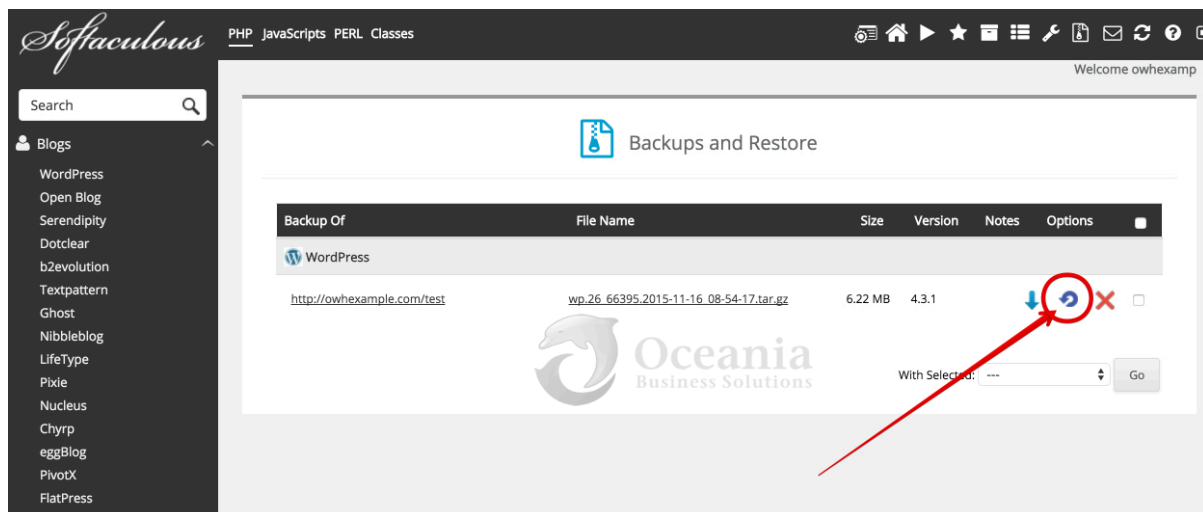 Softaculous
PHP JavaScripts PERL Classes
Welcome owhexamp
Search
Blogs
WordPress
Open Blog
Serendipity
Dotclear
b2evolution
Textpattern
Ghost
Nibbleblog
LifeType
Pixie
Nucleus
Chyrp
eggBlog
PivotX
FlatPress
Backups and Restore
Backup Of File Name Size Version Notes Options
WordPress
http://owhexample.com/test wp.26_66395.2015-11-16_08-54-17.tar.gz 6.22 MB 4.3.1
Oceania
Business Solutions
With Selected: --- Go